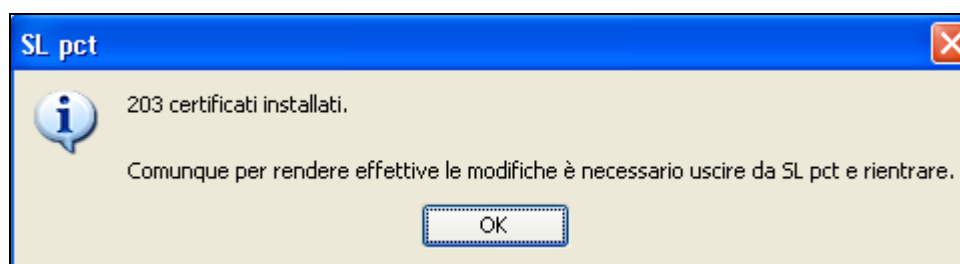 SL pct
203 certificati installati.
Comunque per rendere effettive le modifiche è necessario uscire da SL pct e rientrare.
OK